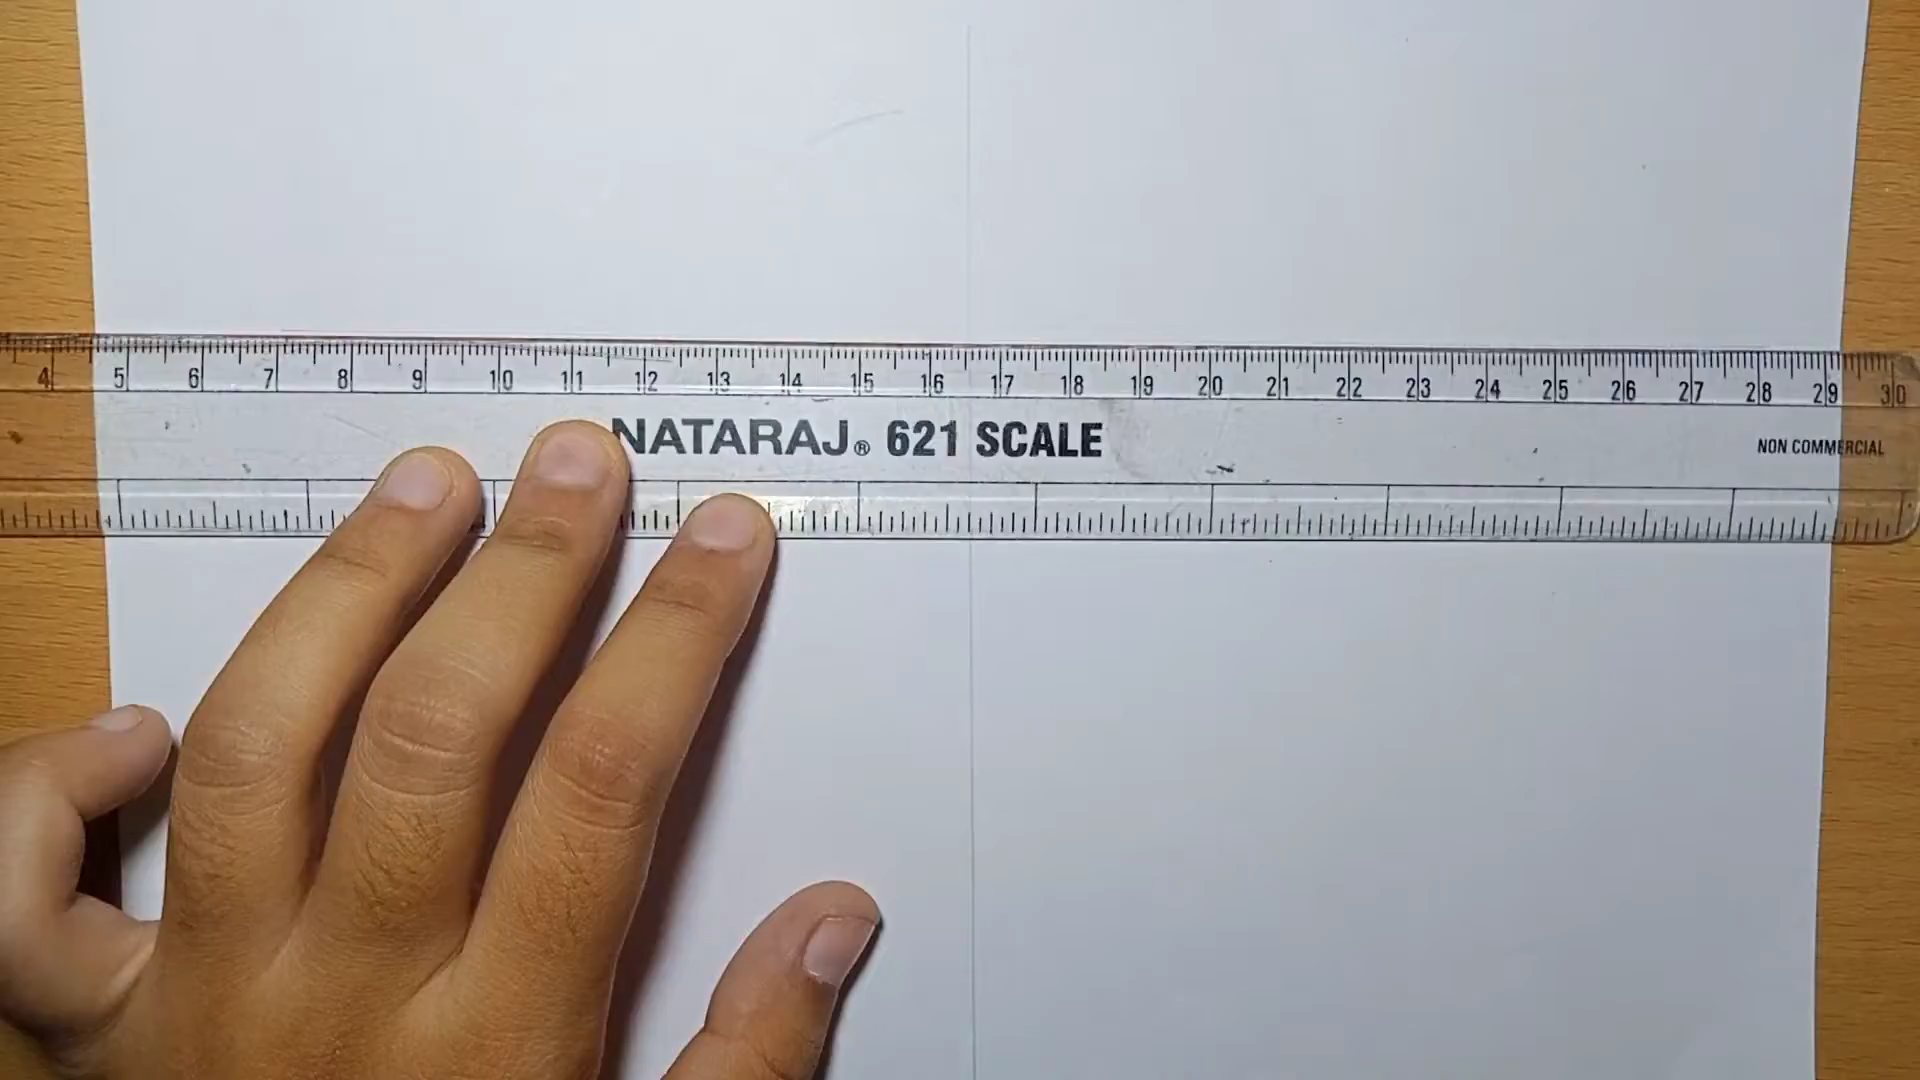 4 5 6 7 8 9 10 11 12 13 14 15 16 17 18 19 20 21 22 23 24 25 26 27 28 29 30
NATARAJ® 621 SCALE
NON COMMERCIAL